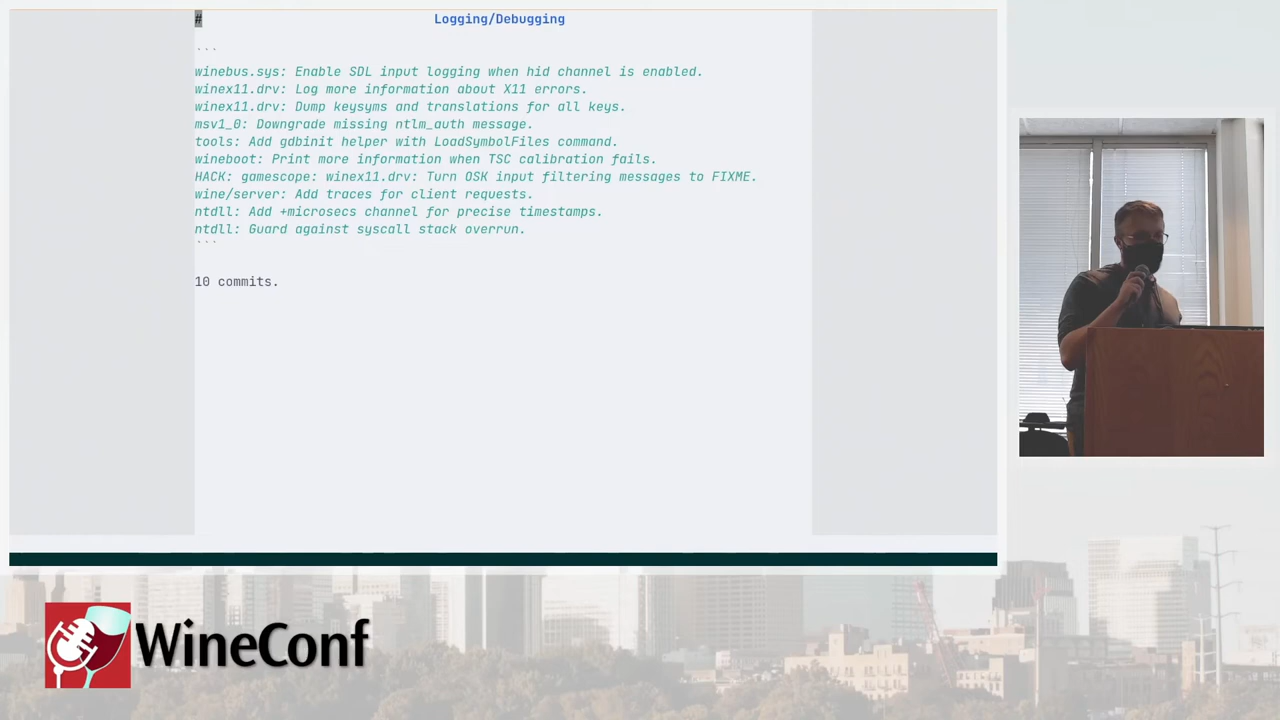 # Logging/Debugging
```
winebus.sys: Enable SDL input logging when hid channel is enabled.
winex11.drv: Log more information about X11 errors.
winex11.drv: Dump keysyms and translations for all keys.
msv1_0: Downgrade missing ntlm_auth message.
tools: Add gdbinit helper with LoadSymbolFiles command.
wineboot: Print more information when TSC calibration fails.
HACK: gamescope: winex11.drv: Turn OSK input filtering messages to FIXME.
wine/server: Add traces for client requests.
ntdll: Add +microsecs channel for precise timestamps.
ntdll: Guard against syscall stack overrun.
```
10 commits.
WineConf